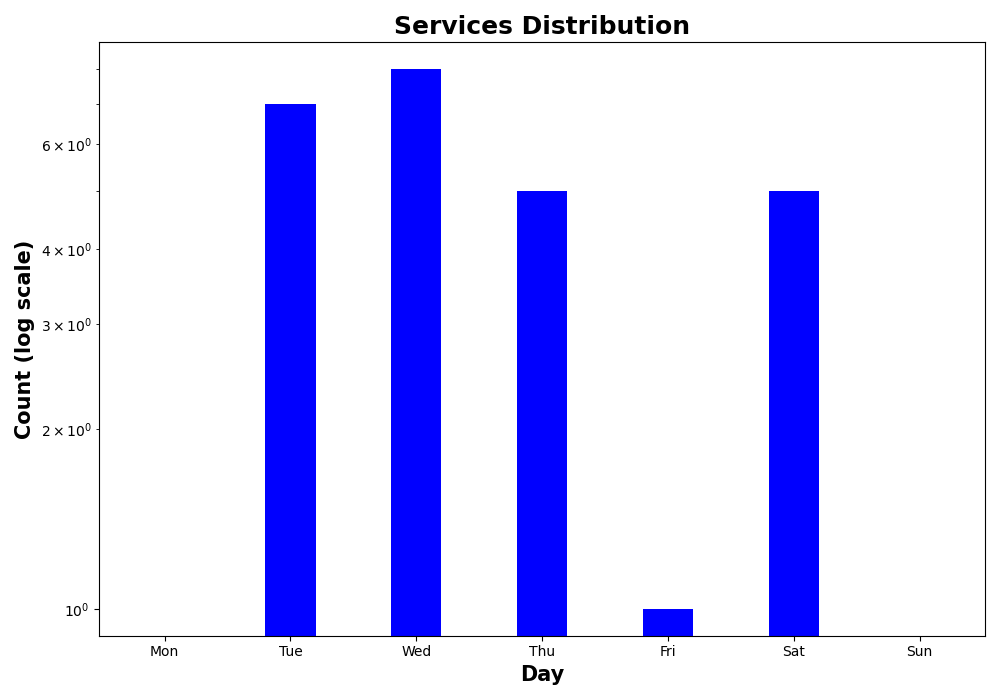 Services Distribution
Count (log scale)
6 × 10⁰
4 × 10⁰
3 × 10⁰
2 × 10⁰
10⁰
Mon Tue Wed Thu Fri Sat Sun
Day